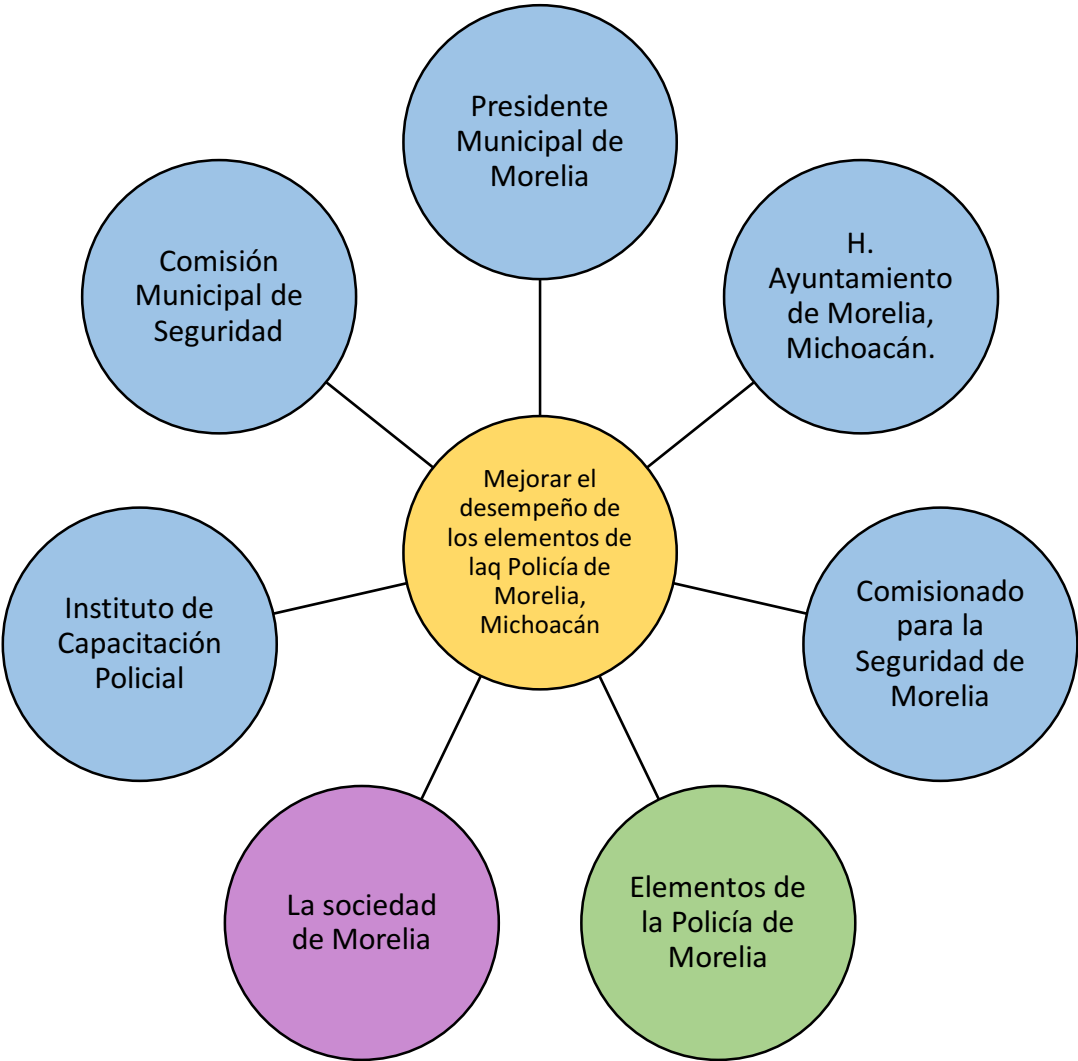 Presidente
Municipal de
Morelia
H.
Ayuntamiento
de Morelia,
Michoacán.
Comisionado
para la
Seguridad de
Morelia
Elementos de
la Policía de
Morelia
La sociedad
de Morelia
Instituto de
Capacitación
Policial
Comisión
Municipal de
Seguridad
Mejorar el
desempeño de
los elementos de
laq Policía de
Morelia,
Michoacán